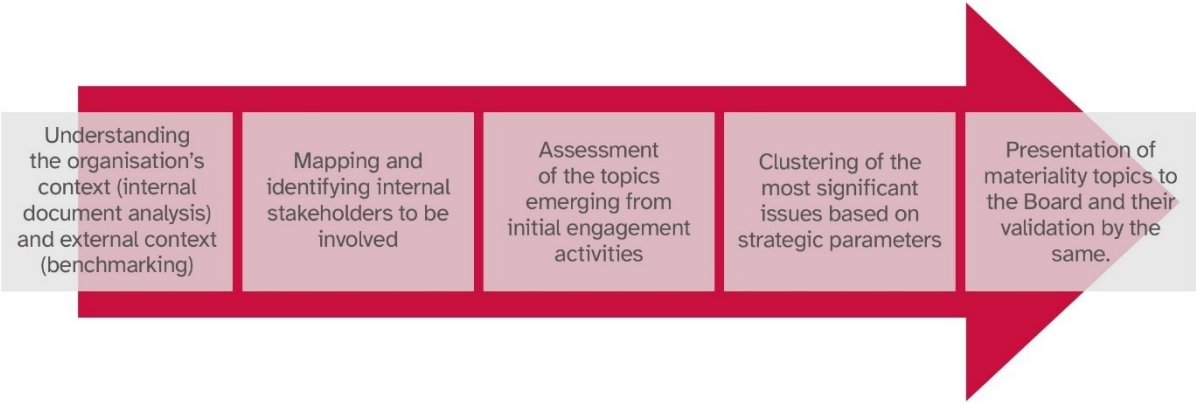 Understanding
the organisation's
context (internal
document analysis)
and external context
(benchmarking)
Mapping and
identifying internal
stakeholders to be
involved
Assessment
of the topics
emerging from
initial engagement
activities
Clustering of the
most significant
issues based on
strategic parameters
Presentation of
materiality topics to
the Board and their
validation by the
same.